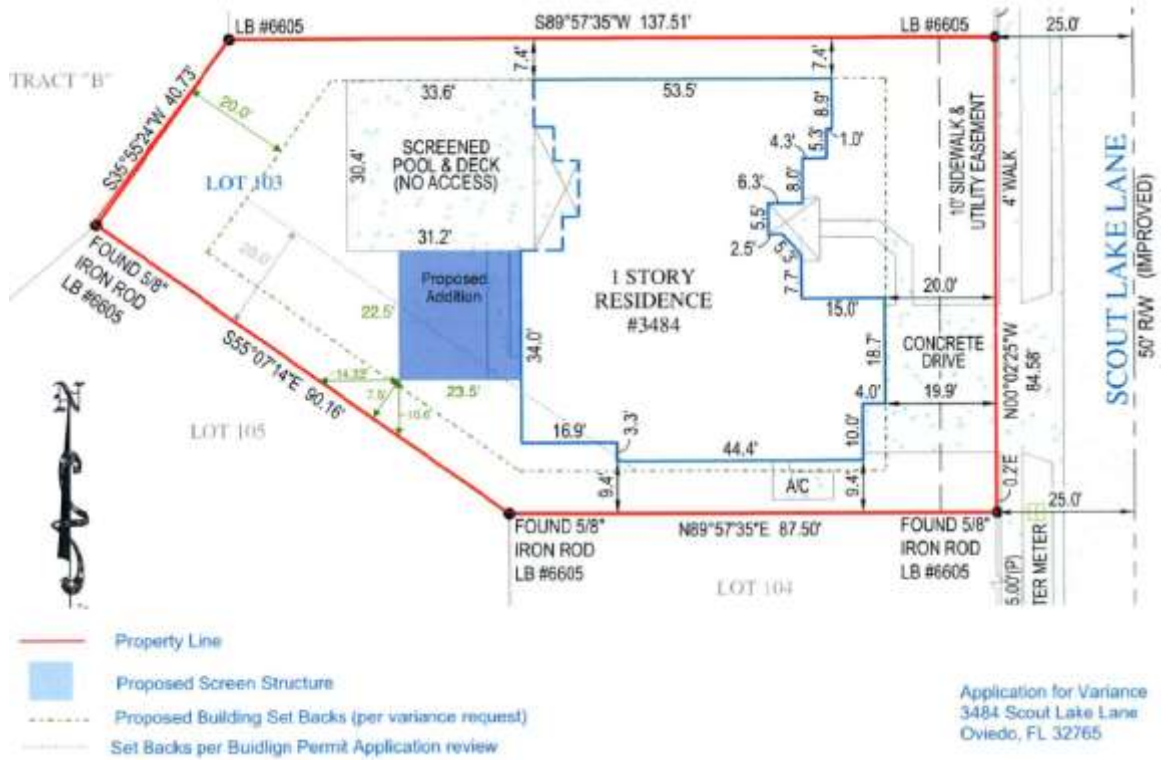 LB #6605
S89°57'35"W 137.51'
LB #6605
25.0'
TRACT "B"
S35°55'24"W 40.73'
20.0'
7.4'
7.4'
33.6'
53.5'
8.9'
1.0'
5.3'
4.3'
8.0'
6.3'
5.5'
2.5'
5.3'
7.7'
SCREENED
POOL & DECK
(NO ACCESS)
30.4'
31.2'
LOT 103
10' SIDEWALK &
UTILITY EASEMENT
4' WALK
SCOUT LAKE LANE
50' R/W (IMPROVED)
FOUND 5/8"
IRON ROD
LB #6605
20.0'
Proposed
Addition
22.5'
34.0'
1 STORY
RESIDENCE
#3484
15.0'
20.0'
18.7'
CONCRETE
DRIVE
N00°02'25"W
84.58'
S55°07'14"E 90.16'
14.32'
23.5'
4.0'
19.9'
LOT 105
16.9'
3.3'
44.4'
10.0'
9.4'
A/C
9.4'
0.2'E
25.0'
FOUND 5/8"
IRON ROD
LB #6605
N89°57'35"E 87.50'
FOUND 5/8"
IRON ROD
LB #6605
5.00'(P)
TER METER
LOT 104
Property Line
Proposed Screen Structure
Proposed Building Set Backs (per variance request)
Set Backs per Buidlign Permit Application review
Application for Variance
3484 Scout Lake Lane
Oviedo, FL 32765